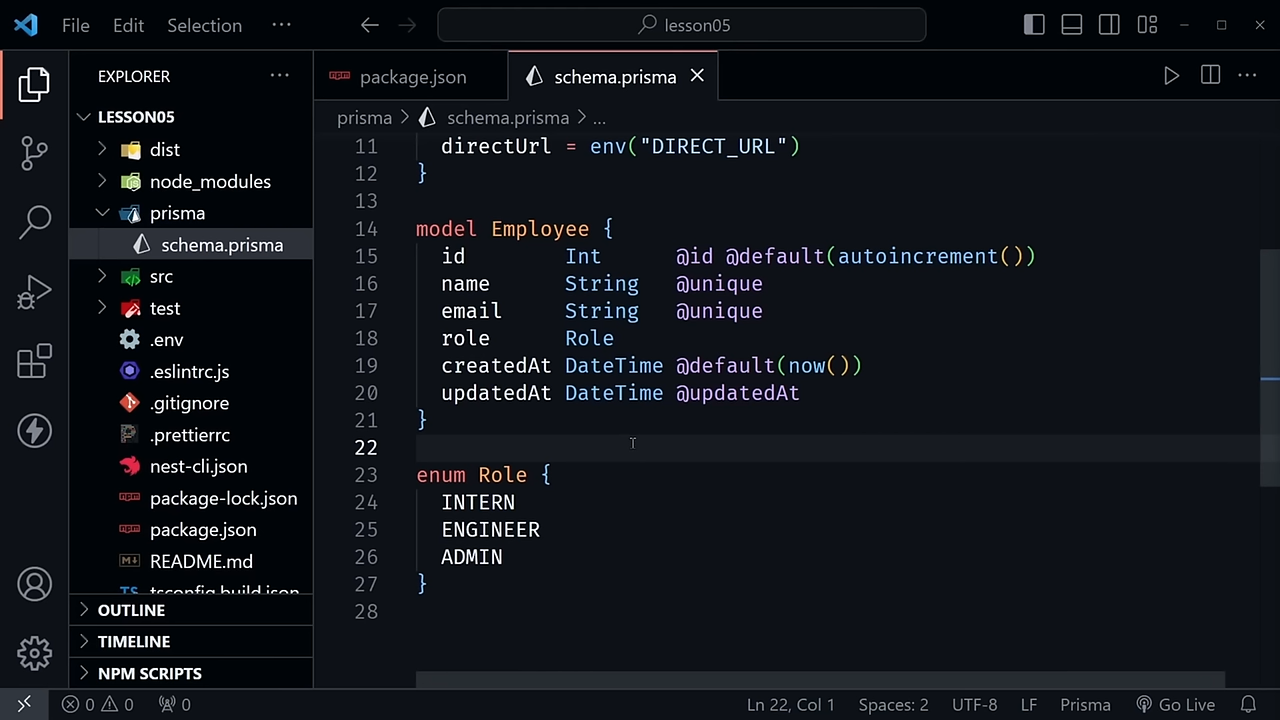 File Edit Selection ···
lesson05
EXPLORER ···
package.json
schema.prisma
prisma > schema.prisma > ...
LESSON05
dist
node_modules
prisma
schema.prisma
src
test
.env
.eslintrc.js
.gitignore
.prettierrc
nest-cli.json
package-lock.json
package.json
README.md
tsconfig.build.json
OUTLINE
TIMELINE
NPM SCRIPTS
11 directUrl = env("DIRECT_URL")
12 }
13
14 model Employee {
15 id Int @id @default(autoincrement())
16 name String @unique
17 email String @unique
18 role Role
19 createdAt DateTime @default(now())
20 updatedAt DateTime @updatedAt
21 }
22
23 enum Role {
24 INTERN
25 ENGINEER
26 ADMIN
27 }
28
0 0 0 Ln 22, Col 1 Spaces: 2 UTF-8 LF Prisma Go Live